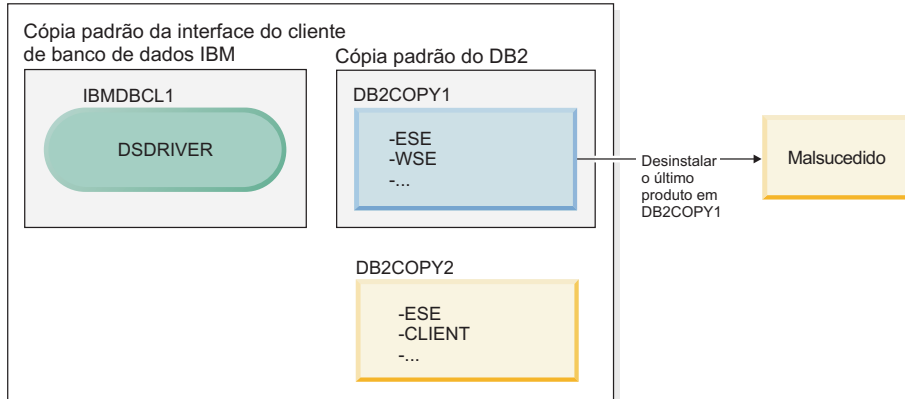 Cópia padrão da interface do cliente
de banco de dados IBM
Cópia padrão do DB2
IBMDBCL1
DSDRIVER
DB2COPY1
-ESE
-WSE
-...
Desinstalar
o último
produto em
DB2COPY1
Malsucedido
DB2COPY2
-ESE
-CLIENT
-...